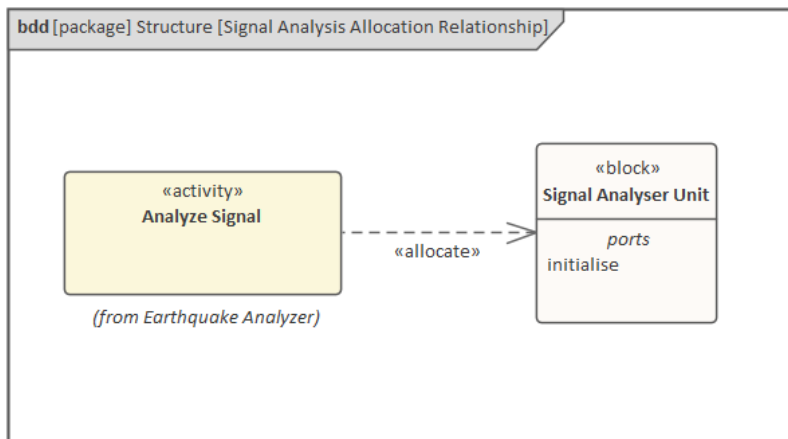 bdd [package] Structure [Signal Analysis Allocation Relationship]
«activity»
Analyze Signal
(from Earthquake Analyzer)
«allocate»
«block»
Signal Analyser Unit
ports
initialise